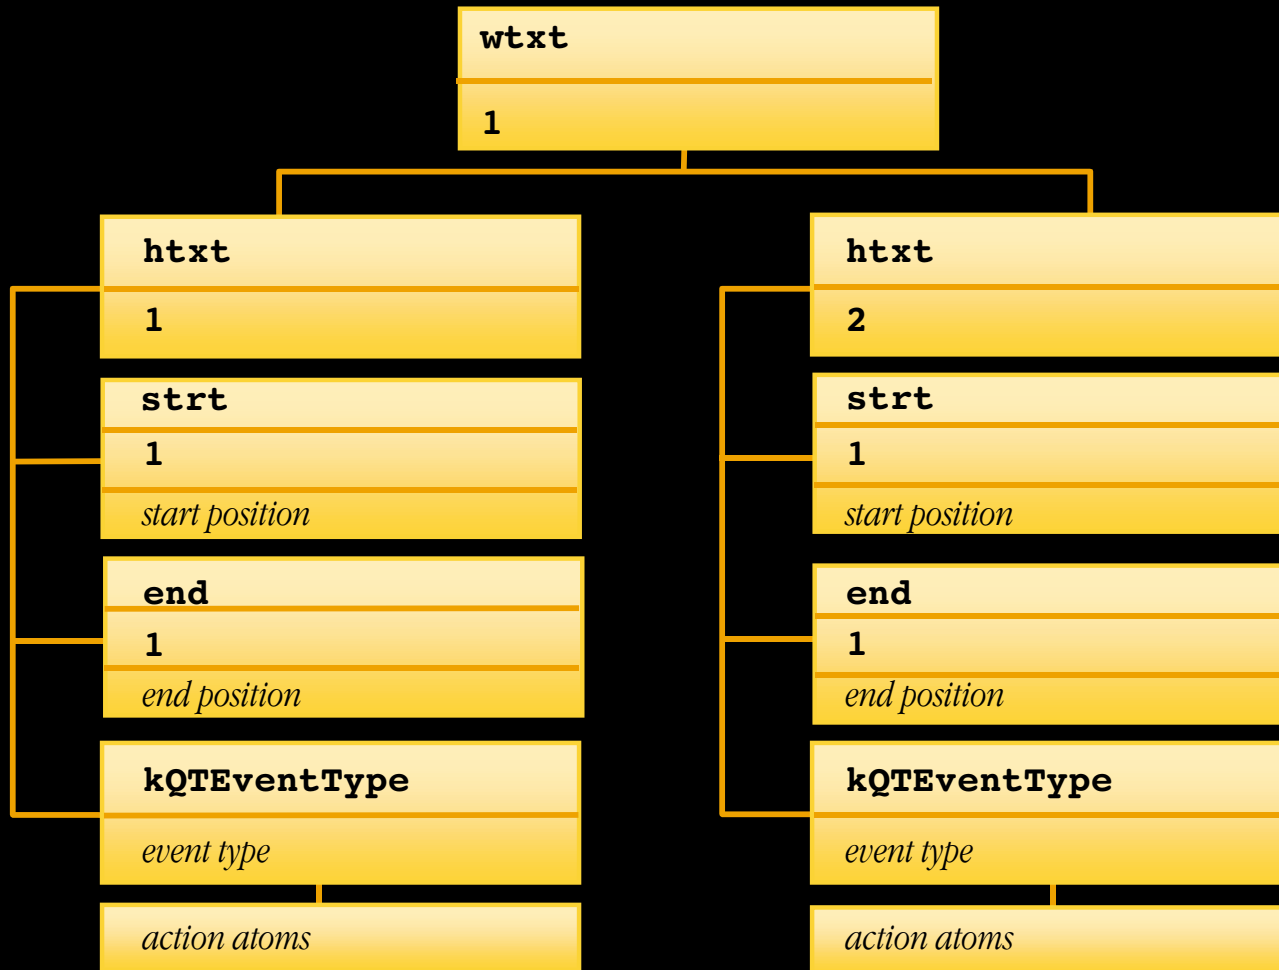 wtxt
1
htxt
1
strt
1
start position
end
1
end position
kQTEventType
event type
action atoms
htxt
2
strt
1
start position
end
1
end position
kQTEventType
event type
action atoms